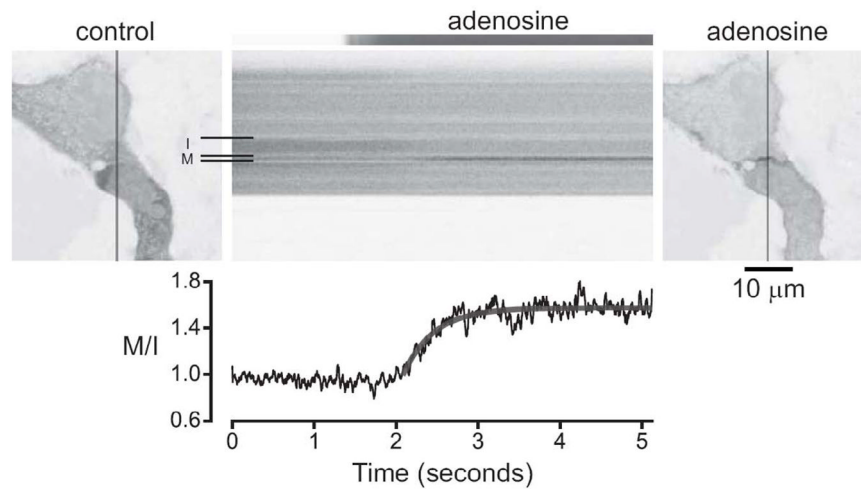 control
adenosine
adenosine
I
M
10 μm
1.8
1.4
1.0
0.6
M/I
0 1 2 3 4 5
Time (seconds)